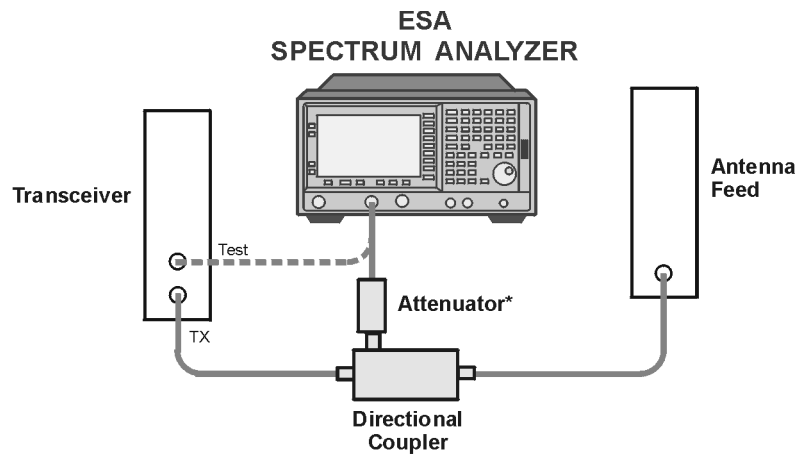 ESA
SPECTRUM ANALYZER
Transceiver
Antenna
Feed
Test
Attenuator*
TX
Directional
Coupler